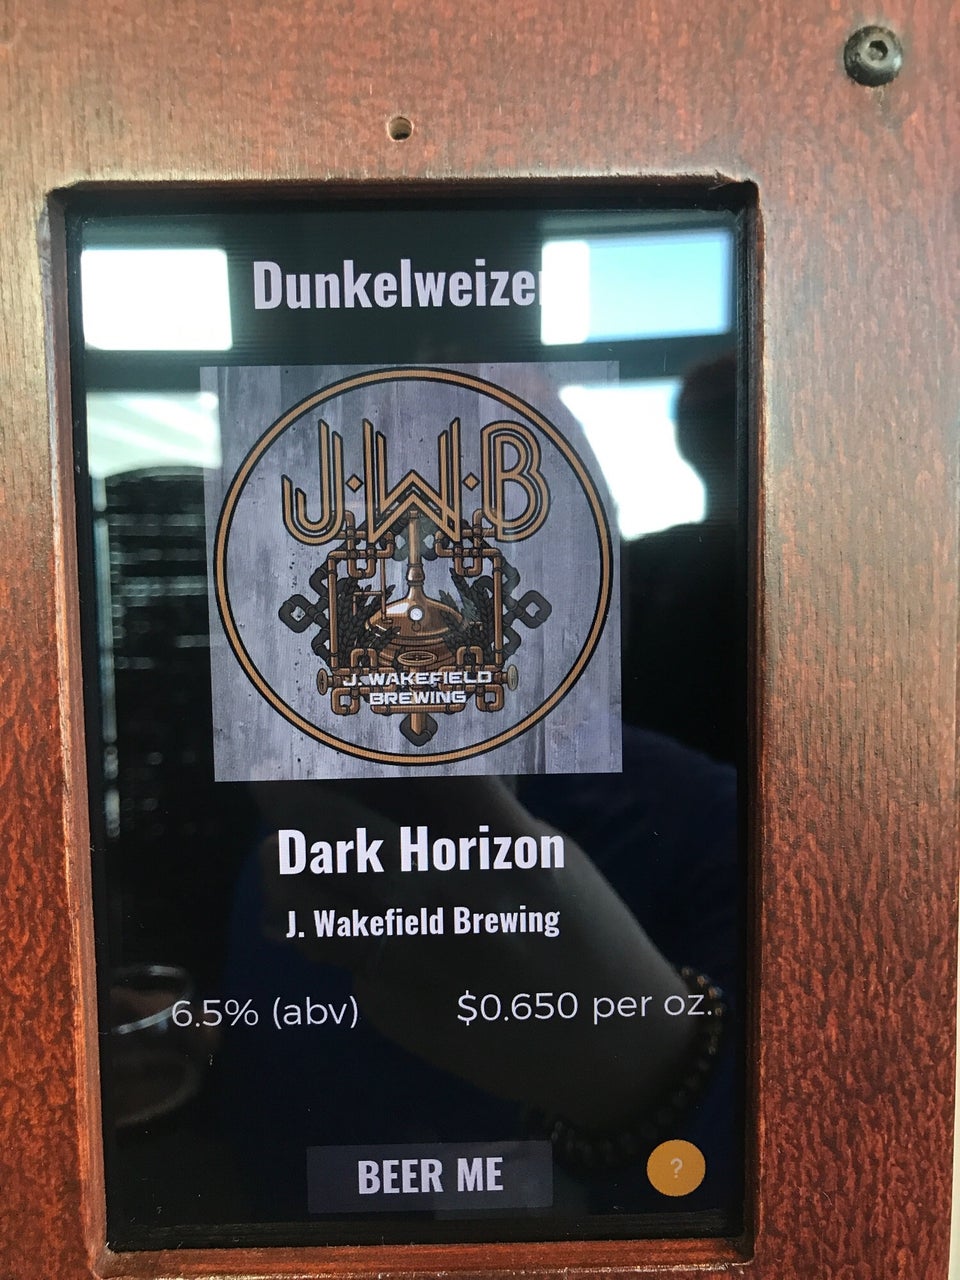 Dunkelweizen
J.W.B
J. WAKEFIELD
BREWING
Dark Horizon
J. Wakefield Brewing
6.5% (abv) $0.650 per oz.
BEER ME ?